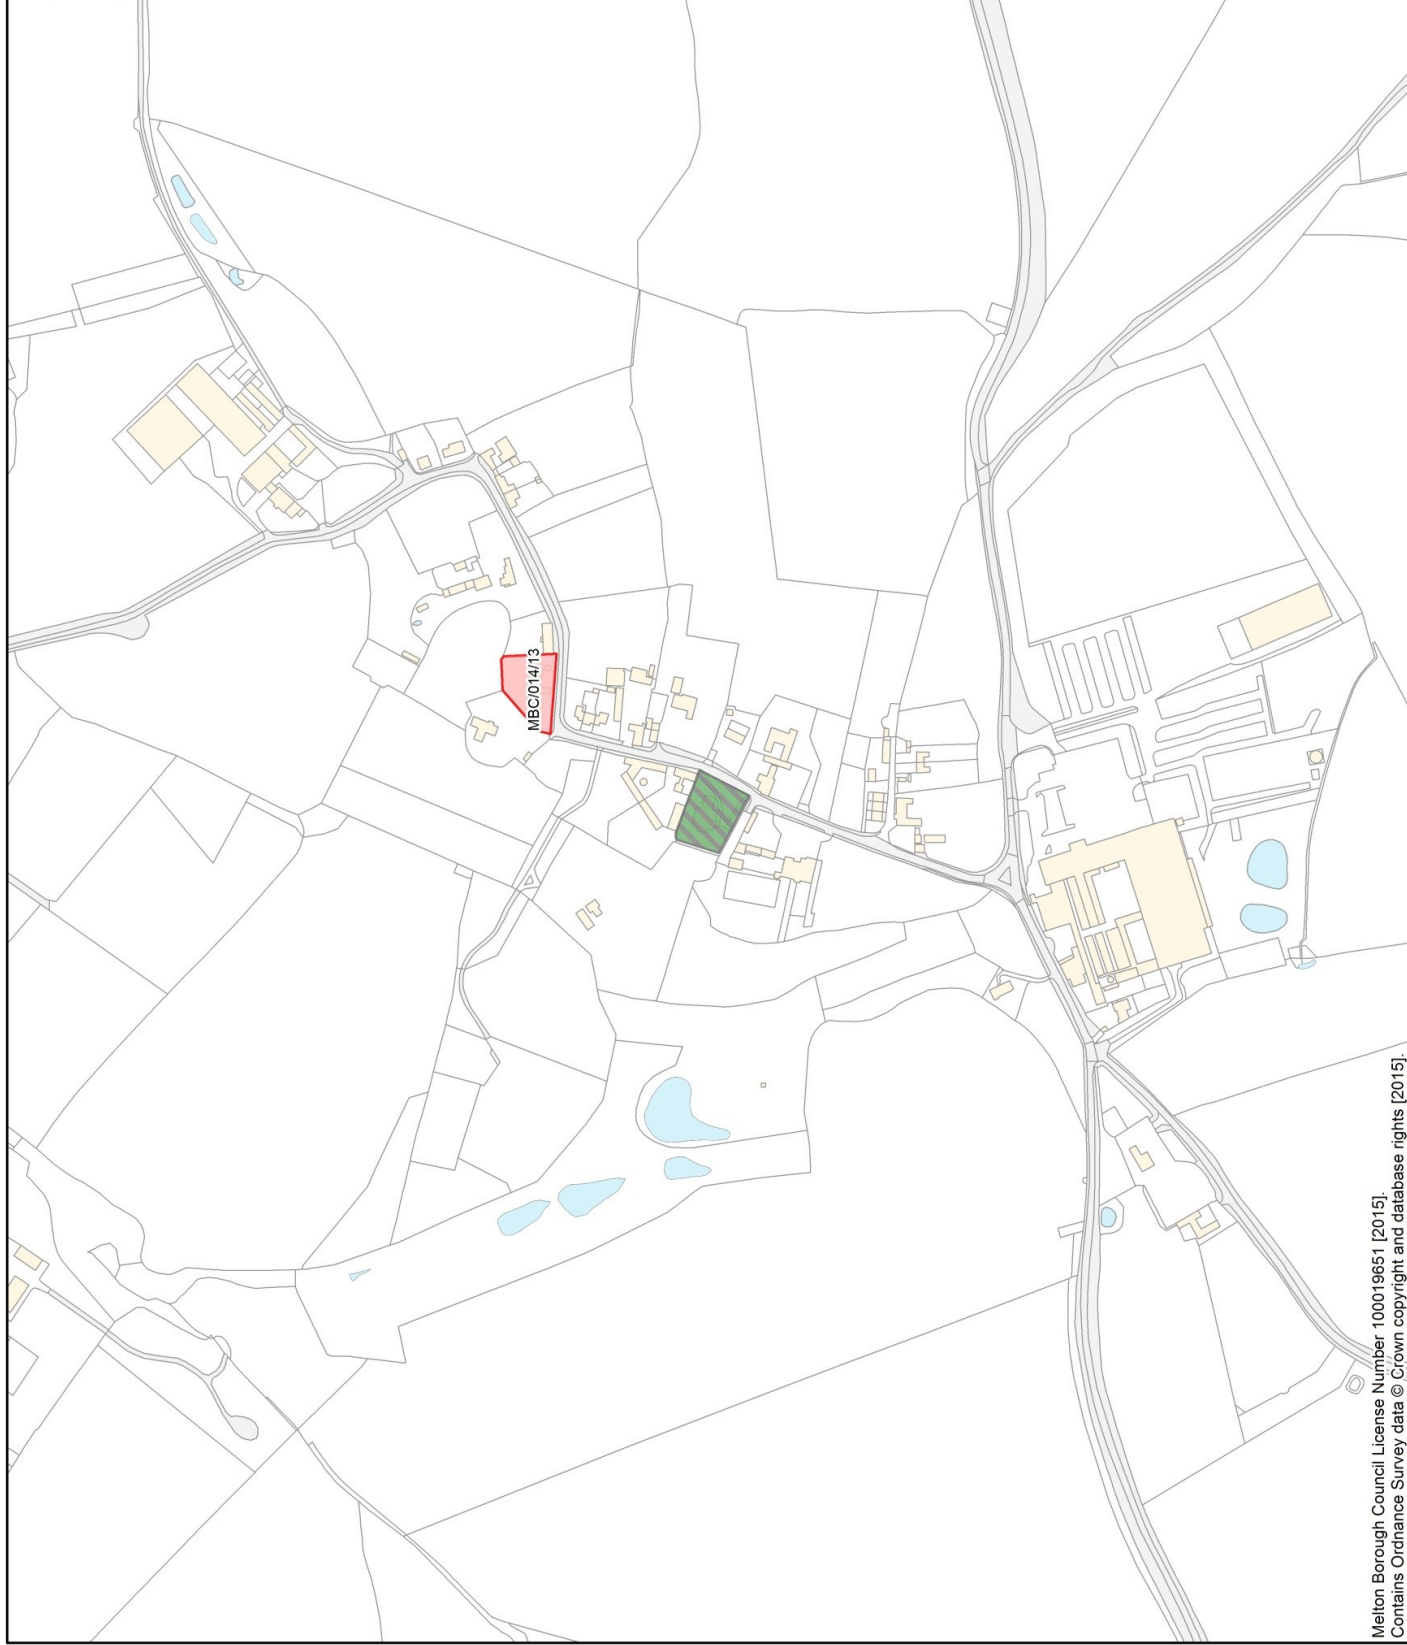 MBC/014/13
Melton Borough Council License Number 100019651 [2015].
Contains Ordnance Survey data © Crown copyright and database rights [2015].